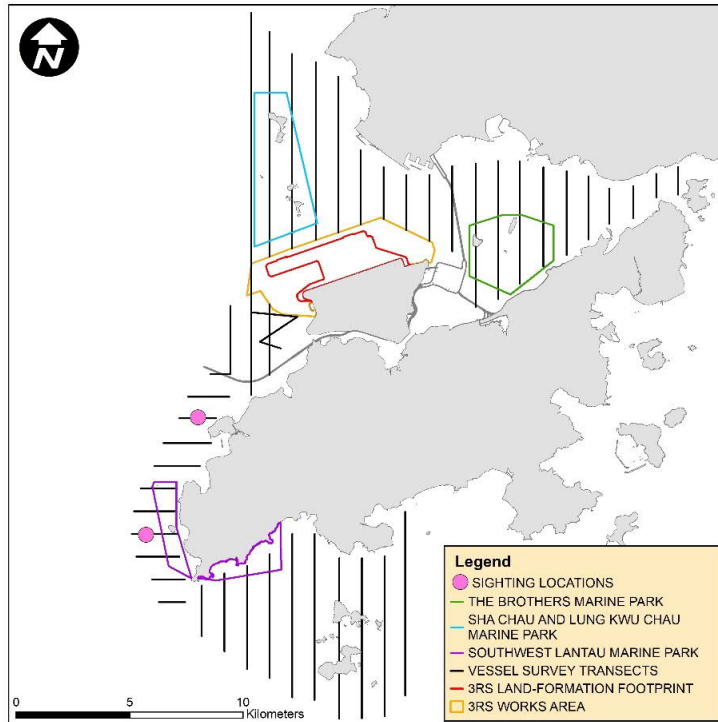 N
Legend
SIGHTING LOCATIONS
THE BROTHERS MARINE PARK
SHA CHAU AND LUNG KWU CHAU
MARINE PARK
SOUTHWEST LANTAU MARINE PARK
VESSEL SURVEY TRANSECTS
3RS LAND-FORMATION FOOTPRINT
3RS WORKS AREA
0 5 10
Kilometers